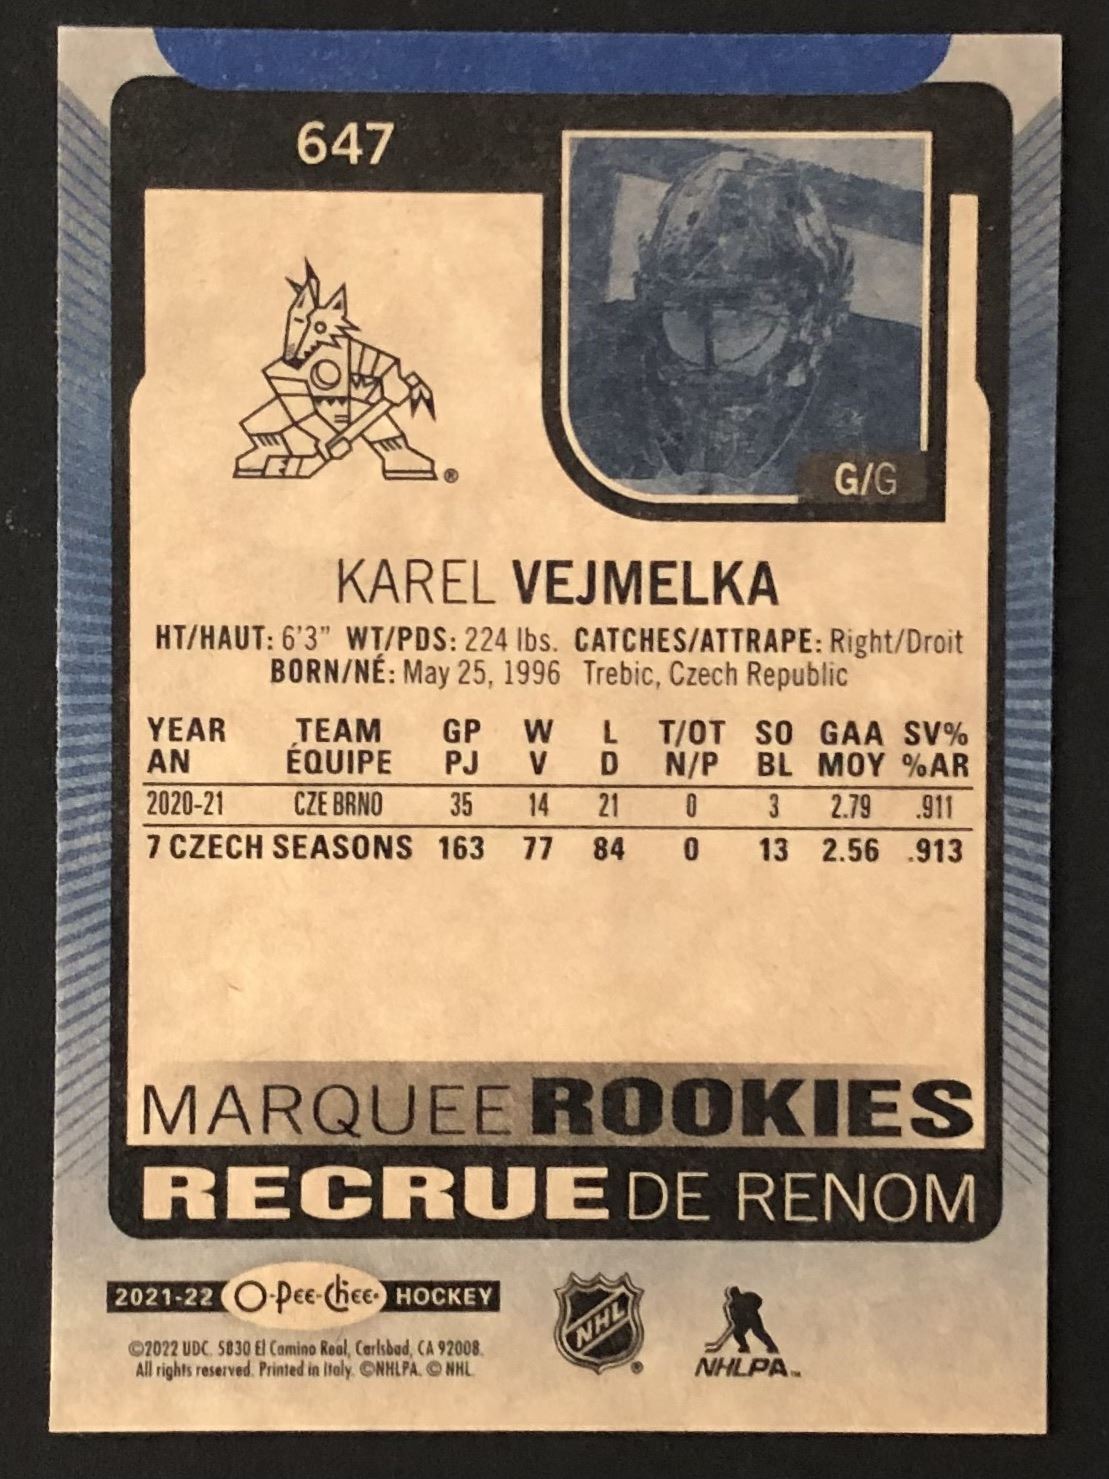 647
G/G
KAREL VEJMELKA
HT/HAUT: 6'3" WT/PDS: 224 lbs. CATCHES/ATTRAPE: Right/Droit
BORN/NÉ: May 25, 1996 Trebic, Czech Republic
YEAR TEAM GP W L T/OT SO GAA SV%
AN ÉQUIPE PJ V D N/P BL MOY %AR
2020-21 CZE BRNO 35 14 21 0 3 2.79 .911
7 CZECH SEASONS 163 77 84 0 13 2.56 .913
MARQUEE ROOKIES
RECRUE DE RENOM
2021-22 O-Pee-Chee HOCKEY
NHL ®
NHLPA™
©2022 UDC. 5830 El Camino Real, Carlsbad, CA 92008.
All rights reserved. Printed in Italy. ©NHLPA. © NHL.